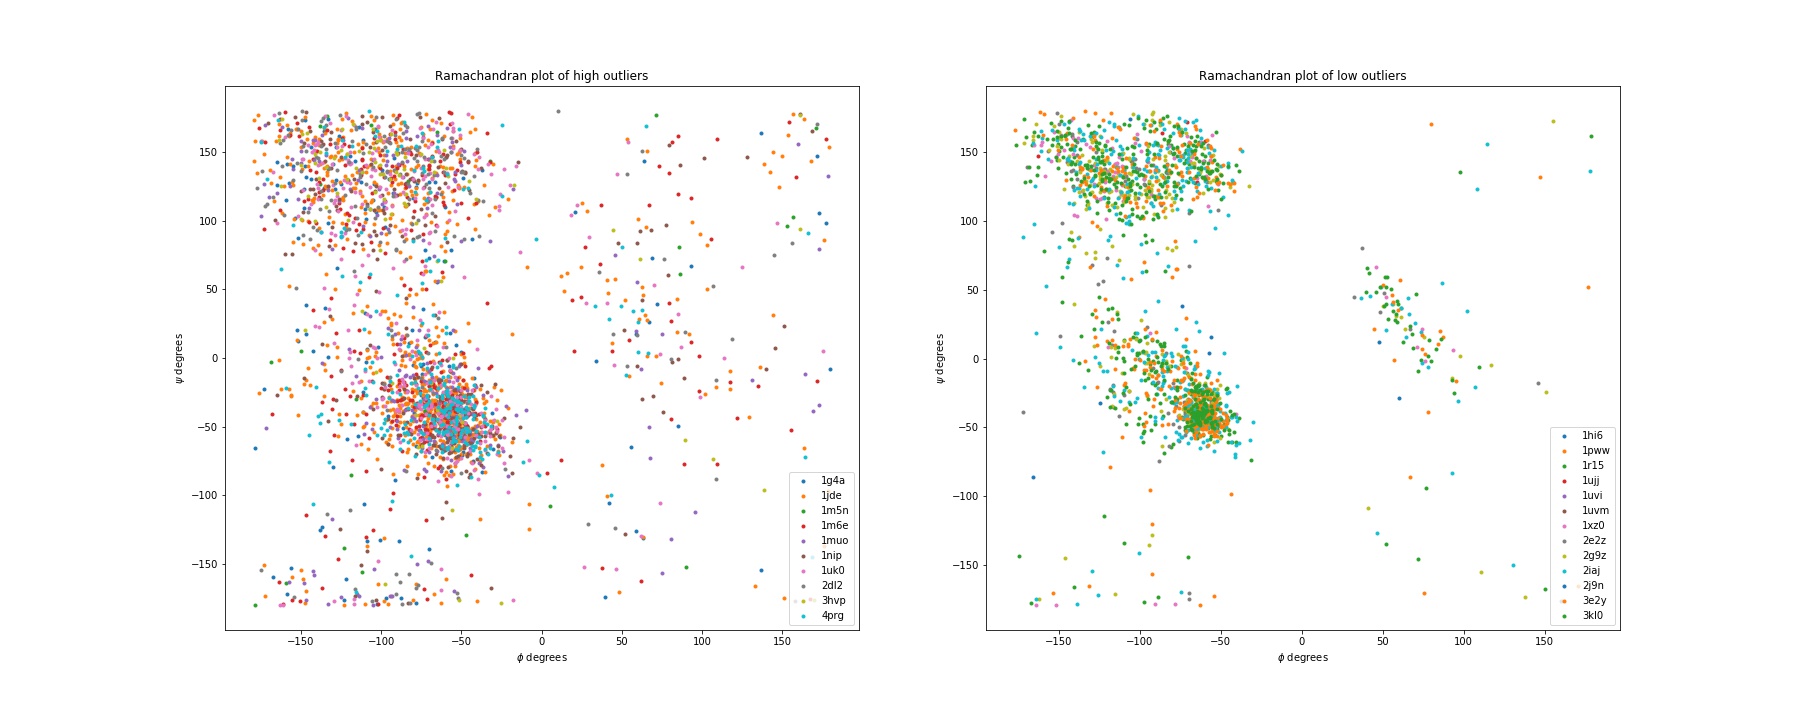 Ramachandran plot of high outliers
150
100
50
0
−50
−100
−150
ψ degrees
−150
−100
−50
0
50
100
150
ϕ degrees
1g4a
1jde
1m5n
1m6e
1muo
1nip
1uk0
2dl2
3hvp
4prg
Ramachandran plot of low outliers
150
100
50
0
−50
−100
−150
ψ degrees
−150
−100
−50
0
50
100
150
ϕ degrees
1hi6
1pww
1r15
1ujj
1uvi
1uvm
1xz0
2e2z
2g9z
2iaj
2j9n
3e2y
3kl0